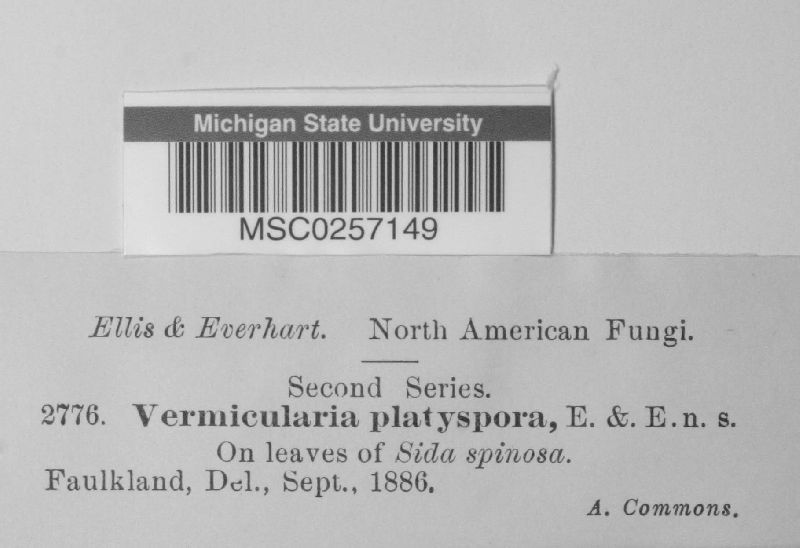 Michigan State University
MSC0257149
Ellis & Everhart. North American Fungi.
Second Series.
2776. Vermicularia platyspora, E. &. E. n. s.
On leaves of Sida spinosa.
Faulkland, Del., Sept., 1886.
A. Commons.